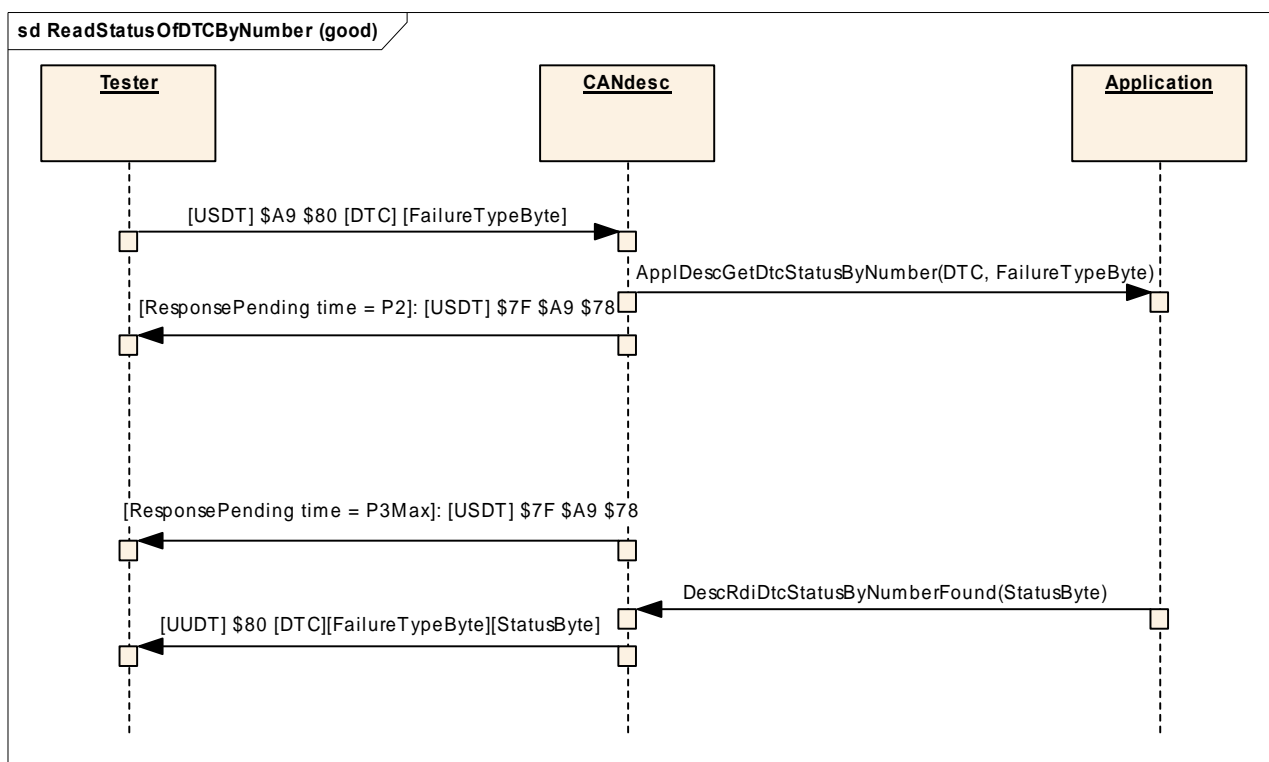 sd ReadStatusOfDTCByNumber (good)
Tester
CANdesc
Application
[USDT] $A9 $80 [DTC] [FailureTypeByte]
ApplDescGetDtcStatusByNumber(DTC, FailureTypeByte)
[ResponsePending time = P2]: [USDT] $7F $A9 $78
[ResponsePending time = P3Max]: [USDT] $7F $A9 $78
DescRdiDtcStatusByNumberFound(StatusByte)
[UUDT] $80 [DTC][FailureTypeByte][StatusByte]